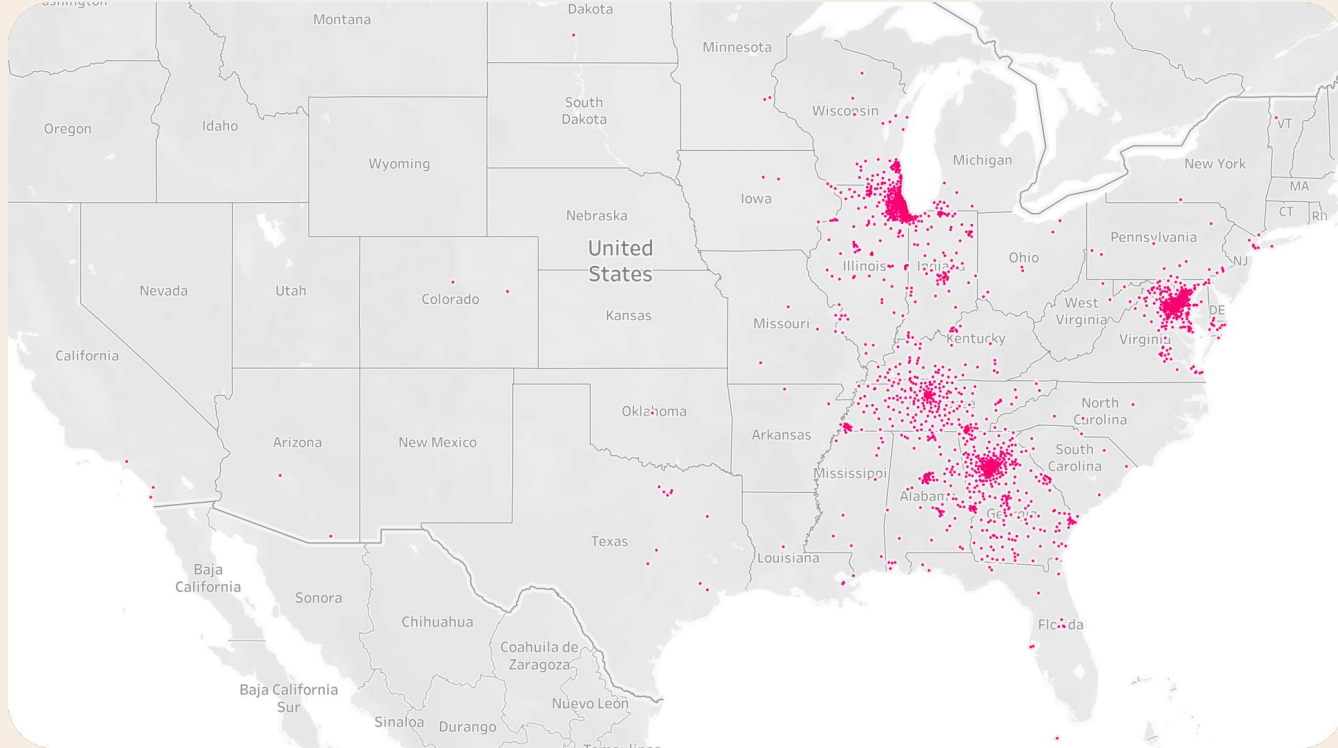 Dakota
Montana
Minnesota
South
Dakota
Wisconsin
Oregon
Idaho
VT
Wyoming
Michigan
New York
MA
Iowa
CT
RI
Nebraska
Pennsylvania
United
States
Ohio
Illinois
Indiana
NJ
Nevada
Utah
Colorado
Kansas
West
Virginia
DE
Missouri
Kentucky
Virginia
California
Oklahoma
North
Carolina
Arizona
New Mexico
Arkansas
South
Carolina
Mississippi
Alabama
Georgia
Texas
Louisiana
Baja
California
Sonora
Chihuahua
Florida
Coahuila de
Zaragoza
Baja California
Sur
Nuevo León
Sinaloa
Durango